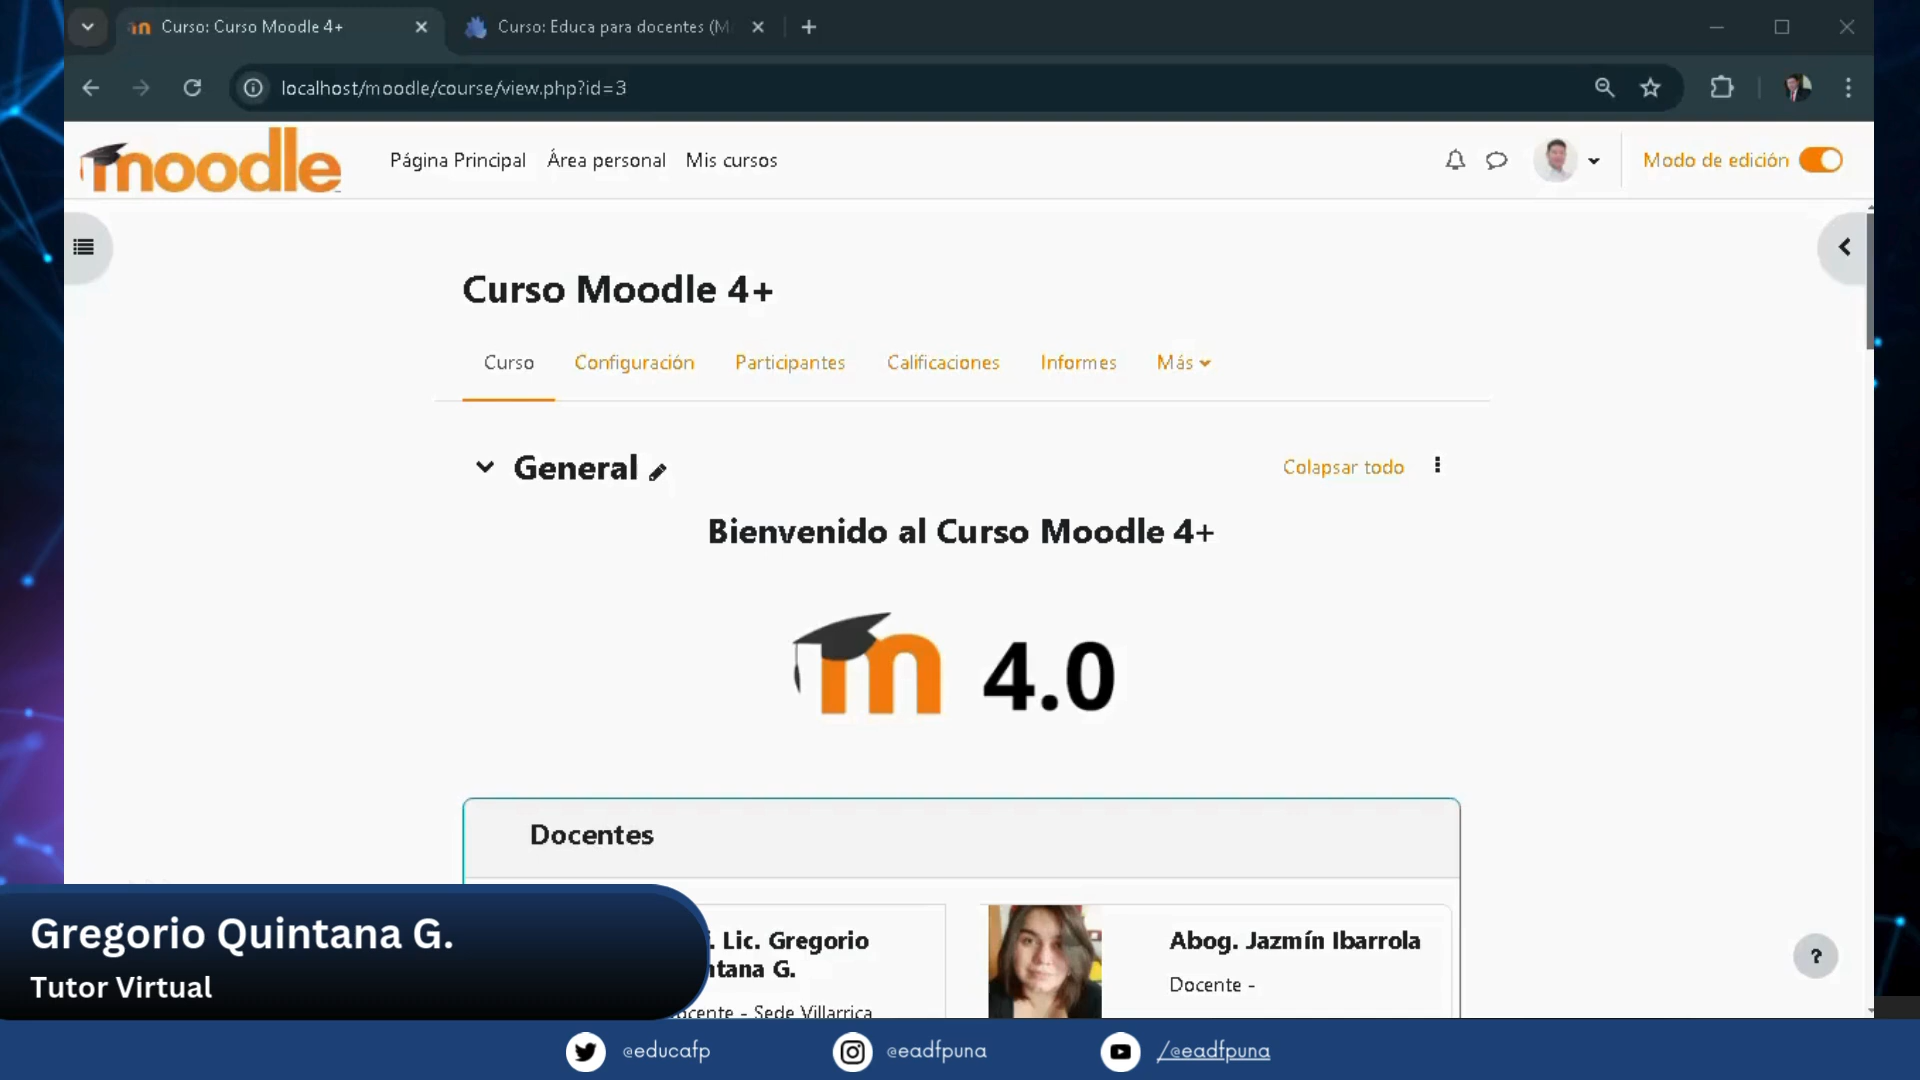 Curso: Curso Moodle 4+
Curso: Educa para docentes (M
localhost/moodle/course/view.php?id=3
moodle
Página Principal
Área personal
Mis cursos
Modo de edición
Curso Moodle 4+
Curso
Configuración
Participantes
Calificaciones
Informes
Más
General
Colapsar todo
Bienvenido al Curso Moodle 4+
m 4.0
Docentes
. Lic. Gregorio
ntana G.
ocente - Sede Villarrica
Abog. Jazmín Ibarrola
Docente -
?
Gregorio Quintana G.
Tutor Virtual
@educafp
@eadfpuna
/@eadfpuna